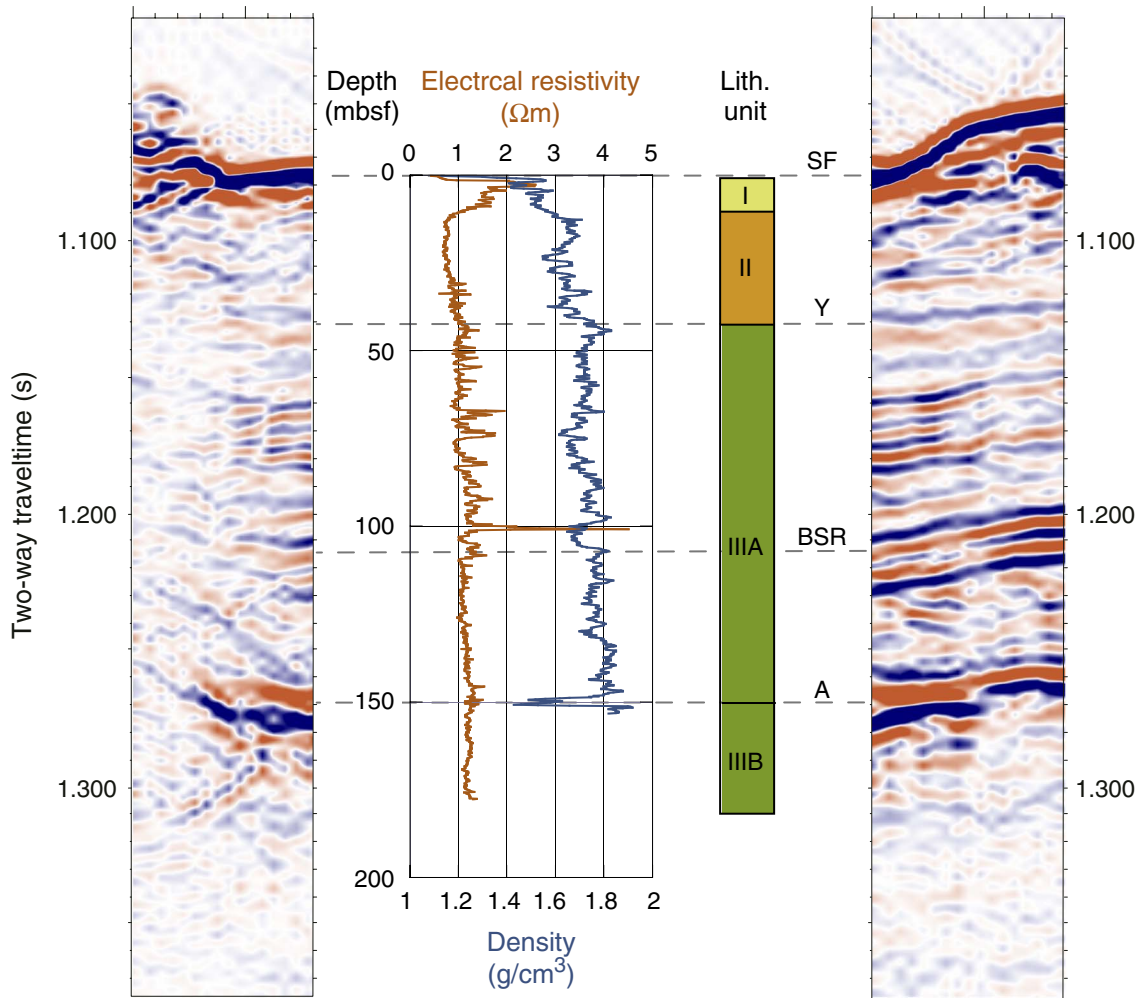 Depth
(mbsf)
Electrcal resistivity
(Ωm)
Lith.
unit
0 1 2 3 4 5
0
50
100
150
200
1 1.2 1.4 1.6 1.8 2
Density
(g/cm3)
Two-way traveltime (s)
1.100
1.200
1.300
I
II
IIIA
IIIB
SF
Y
BSR
A
1.100
1.200
1.300